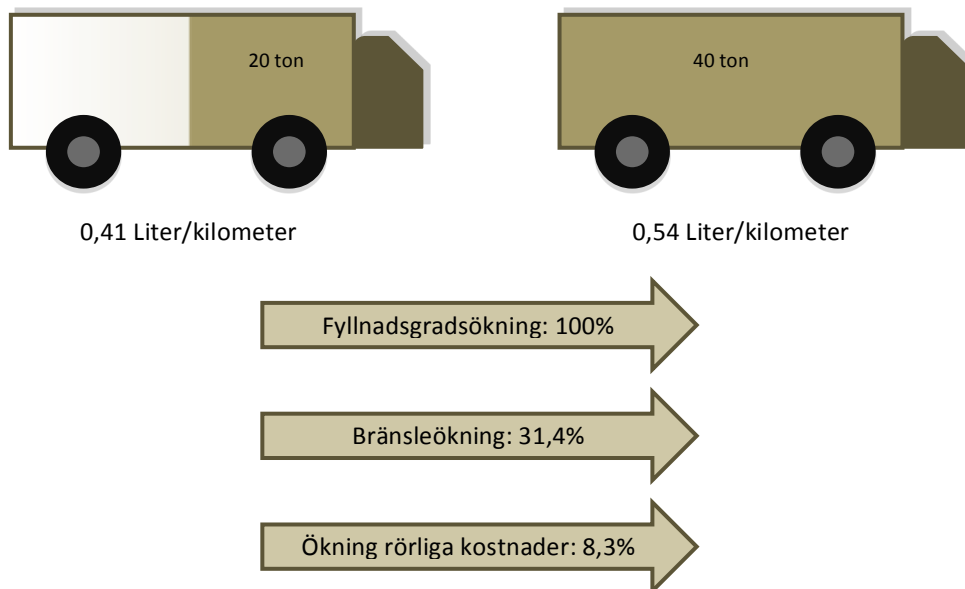 20 ton
40 ton
0,41 Liter/kilometer
0,54 Liter/kilometer
Fyllnadsgradsökning: 100%
Bränsleökning: 31,4%
Ökning rörliga kostnader: 8,3%